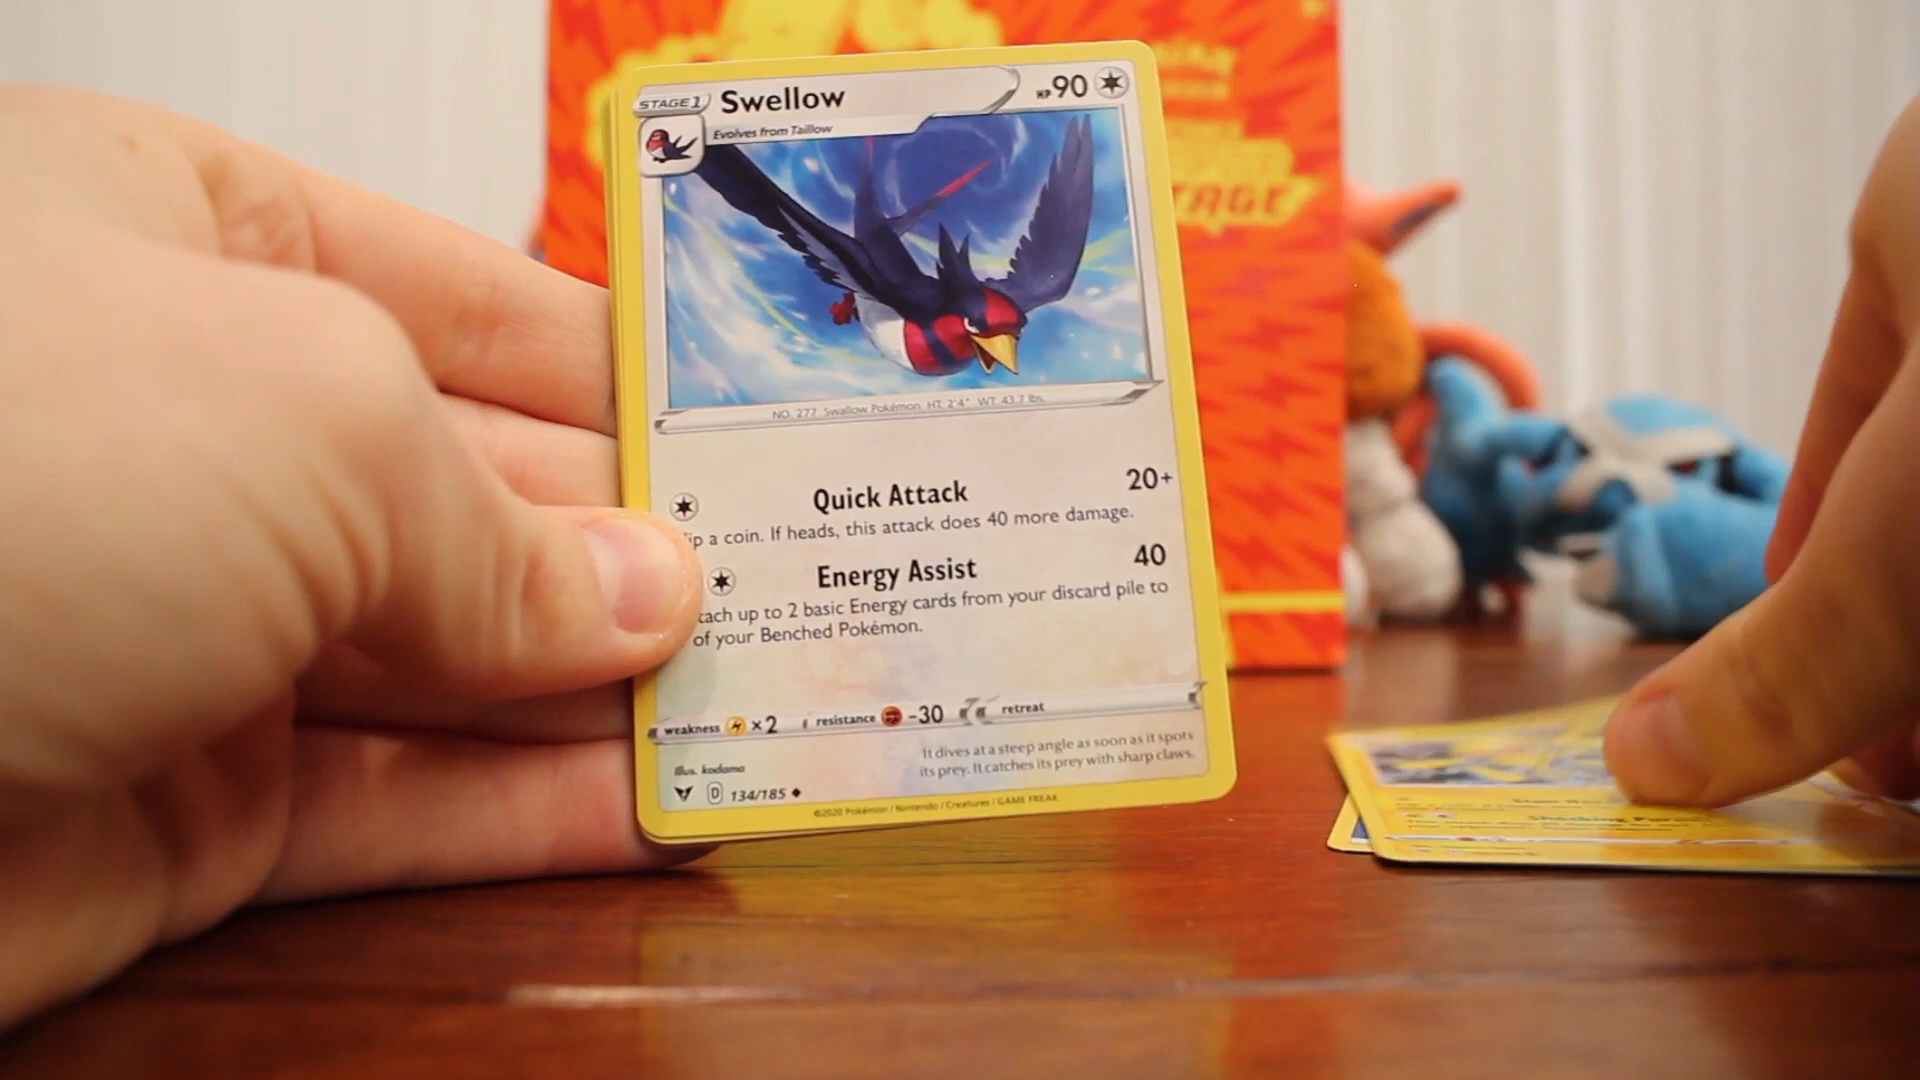 STAGE 1 Swellow HP 90
Evolves from Taillow
NO. 277 Swallow Pokémon HT: 2'4" WT: 43.7 lbs.
Quick Attack 20+
ip a coin. If heads, this attack does 40 more damage.
Energy Assist 40
tach up to 2 basic Energy cards from your discard pile to
of your Benched Pokémon.
weakness ×2 resistance -30 retreat
It dives at a steep angle as soon as it spots
its prey. It catches its prey with sharp claws.
Illus. kodama
D 134/185
©2020 Pokémon / Nintendo / Creatures / GAME FREAK
TAGE
Shocking